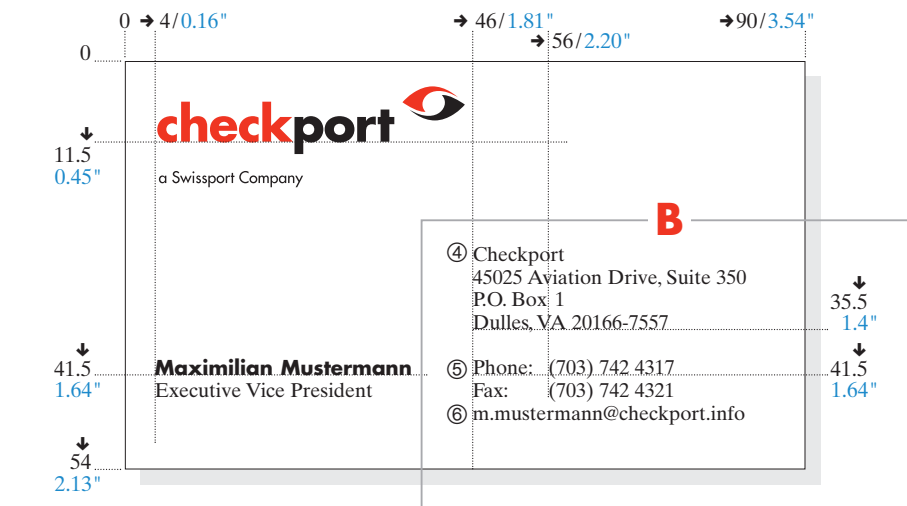 0 → 4/0.16" → 46/1.81" → 90/3.54"
→ 56/2.20"
0
checkport
↓
11.5
0.45"
a Swissport Company
B
④ Checkport
45025 Aviation Drive, Suite 350
P.O. Box 1
Dulles, VA 20166-7557
↓
35.5
1.4"
↓
41.5
1.64"
Maximilian Mustermann
Executive Vice President
⑤ Phone: (703) 742 4317
Fax: (703) 742 4321
⑥ m.mustermann@checkport.info
↓
41.5
1.64"
↓
54
2.13"